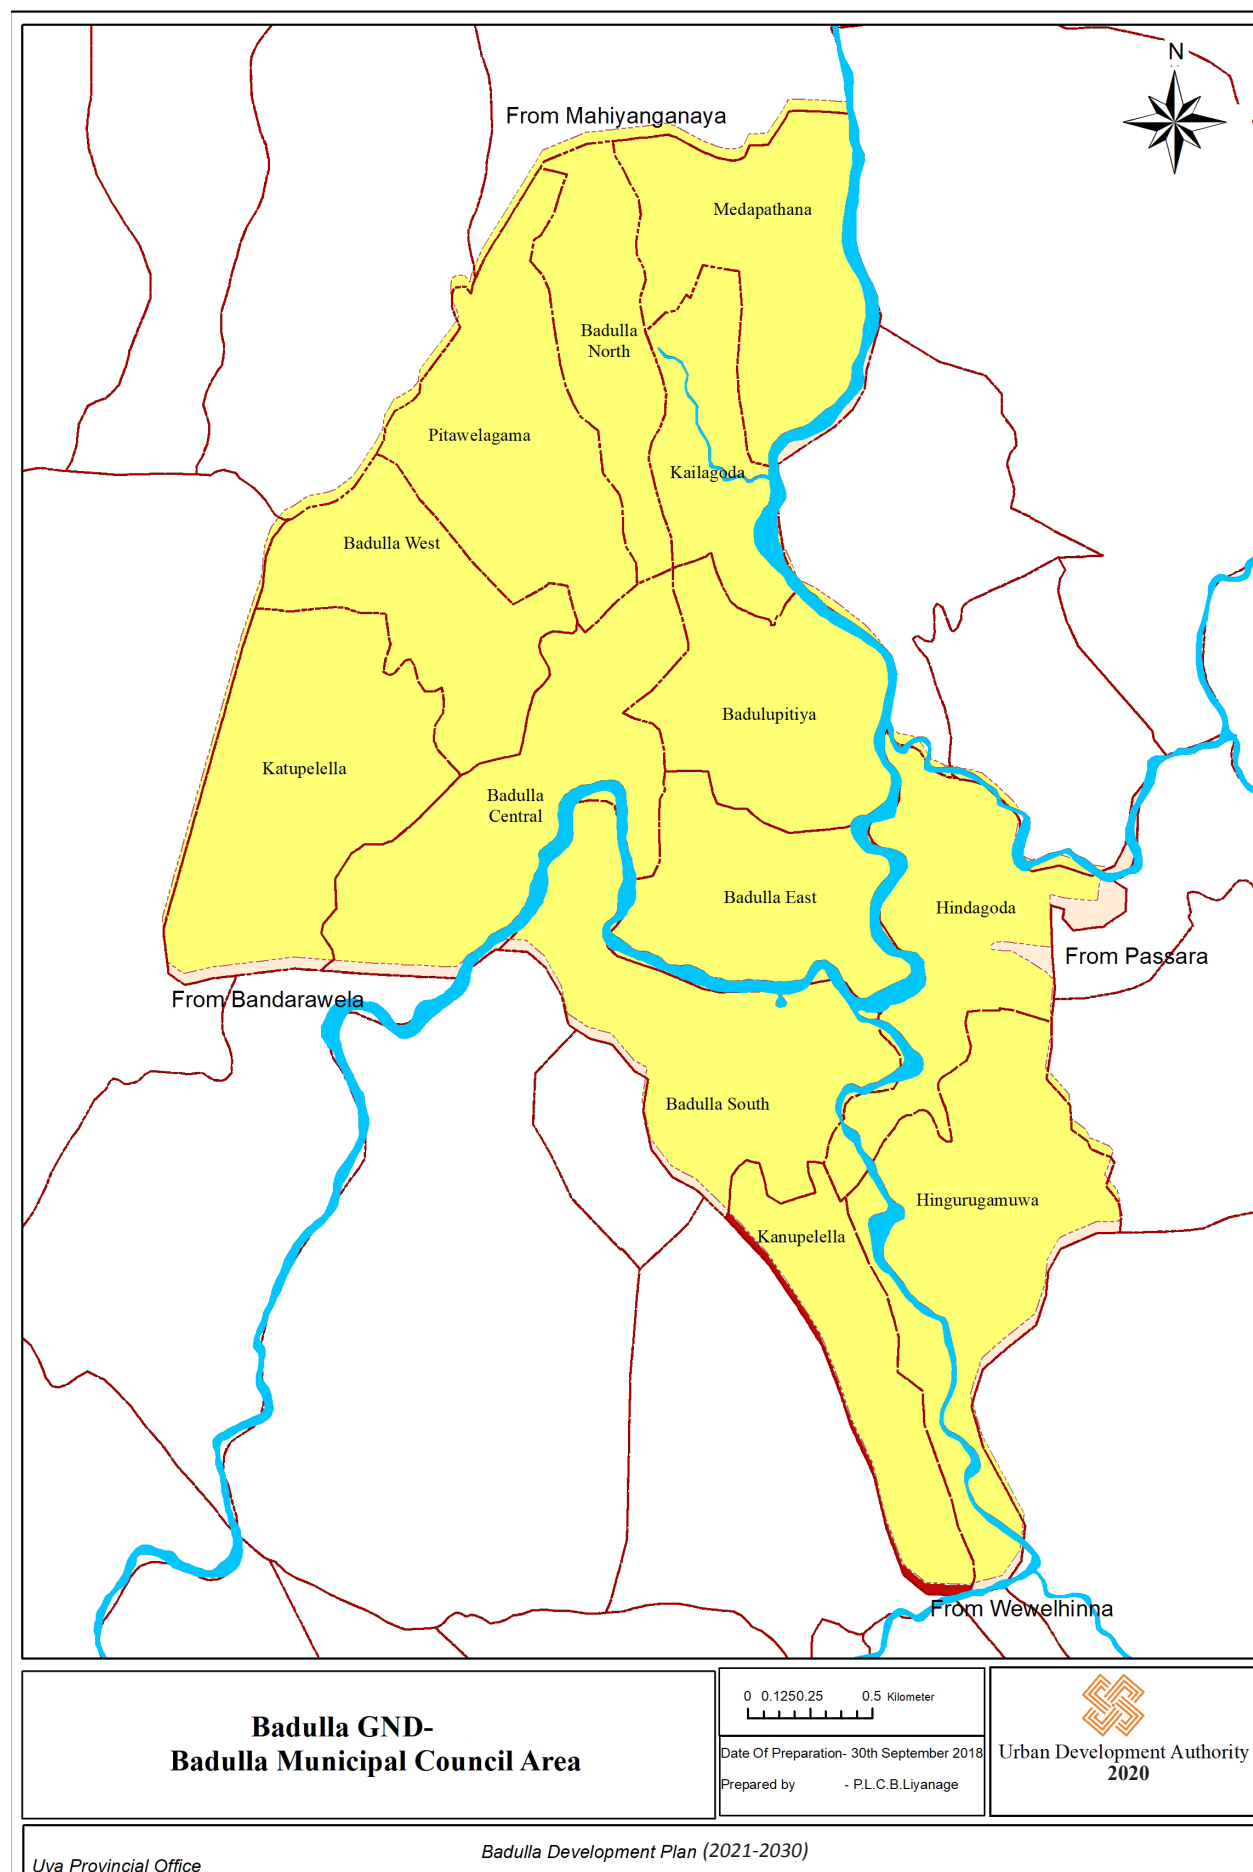 N
From Mahiyanganaya
Medapathana
Badulla
North
Pitawelagama
Kailagoda
Badulla West
Badulupitiya
Katupelella
Badulla
Central
Badulla East
Hindagoda
From Passara
From Bandarawela
Badulla South
Hingurugamuwa
Kanupelella
From Wewelhinna
Badulla GND-
Badulla Municipal Council Area
0 0.1250.25 0.5 Kilometer
Date Of Preparation- 30th September 2018
Prepared by - P.L.C.B.Liyanage
Urban Development Authority
2020
Badulla Development Plan (2021-2030)
Uva Provincial Office